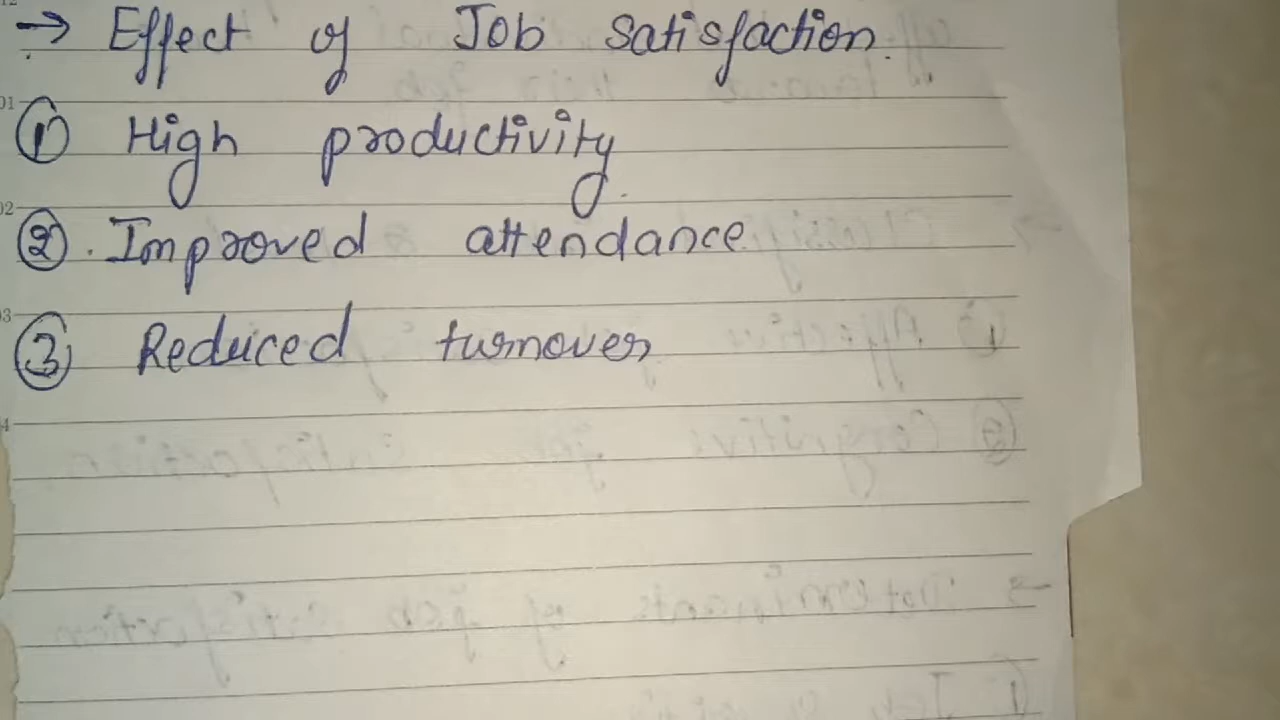 → Effect of Job satisfaction.
① High productivity.
②. Improved attendance
③ Reduced turnover